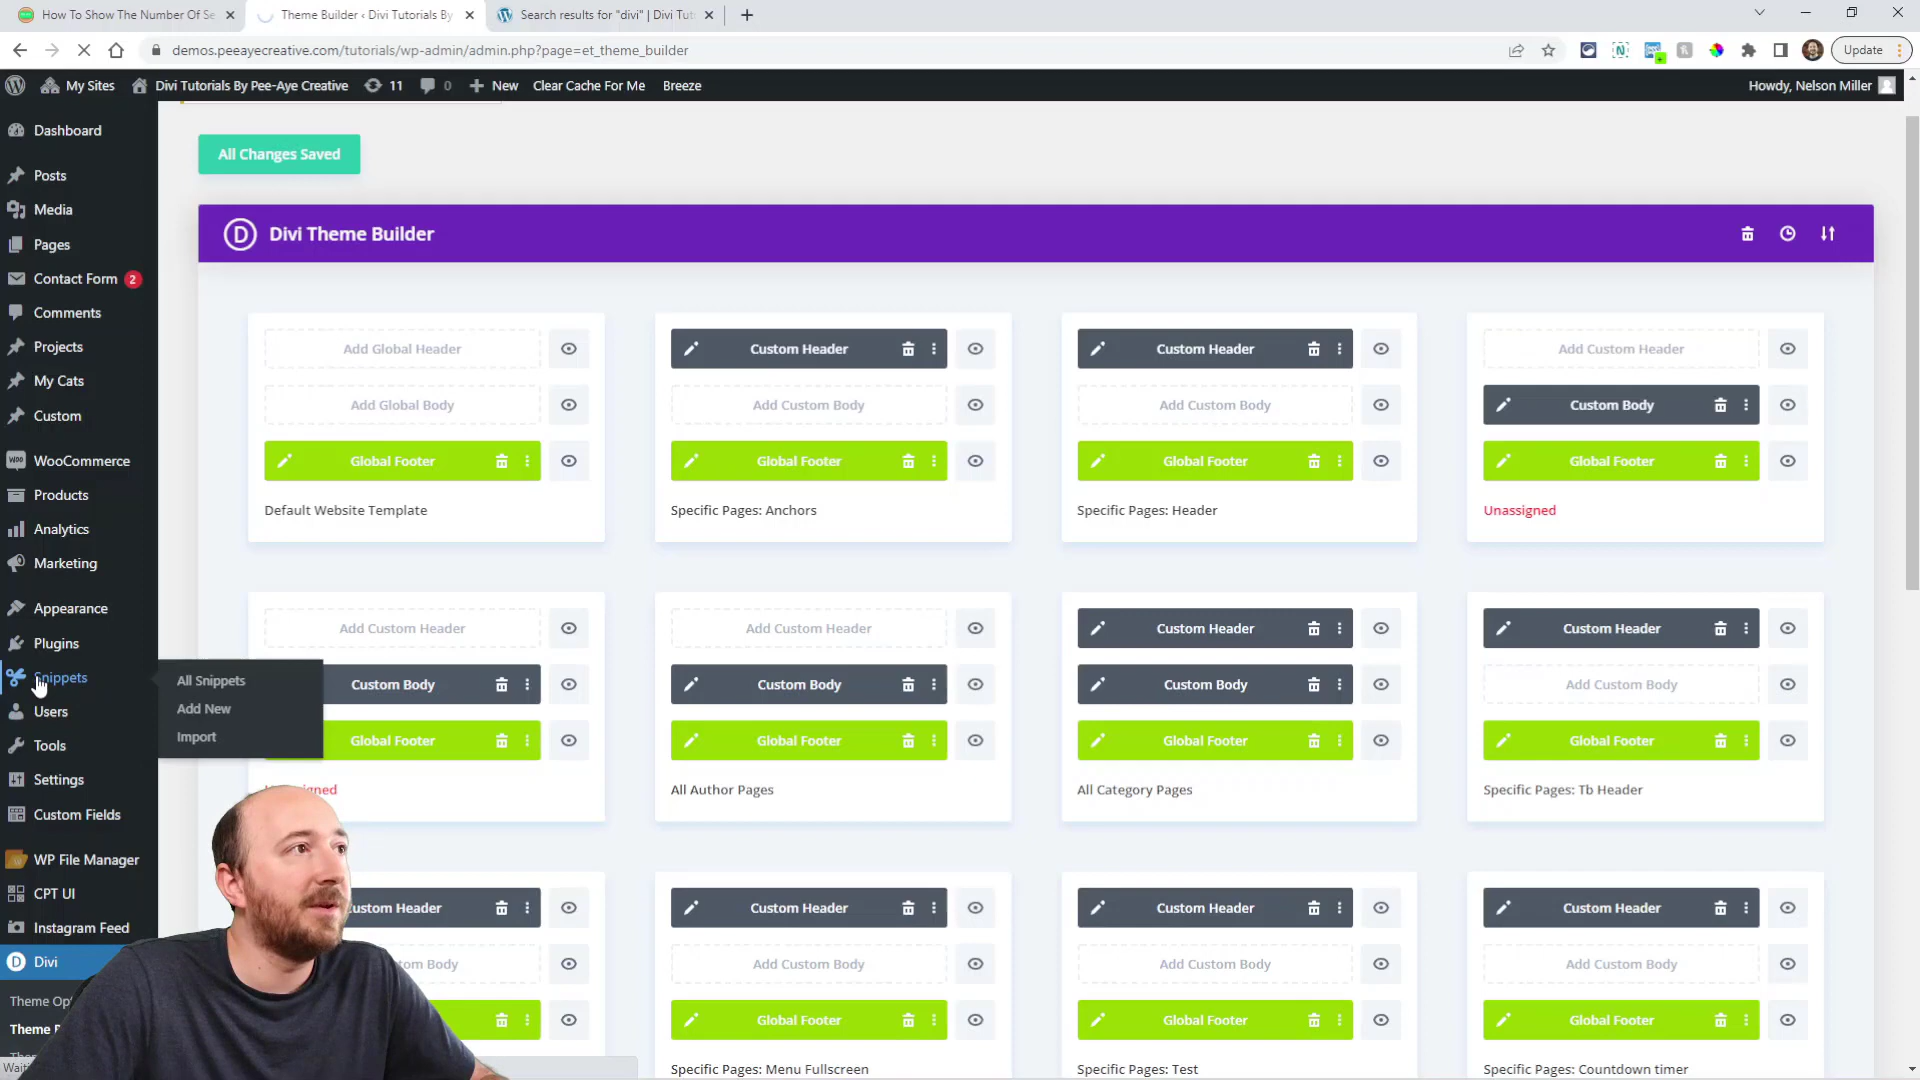 How To Show The Number Of Se
Theme Builder ‹ Divi Tutorials By
Search results for "divi" | Divi Tut
demos.peeayecreative.com/tutorials/wp-admin/admin.php?page=et_theme_builder
Update
My Sites
Divi Tutorials By Pee-Aye Creative
11
0
New
Clear Cache For Me
Breeze
Howdy, Nelson Miller
Dashboard
Posts
Media
Pages
Contact Form 2
Comments
Projects
My Cats
Custom
WooCommerce
Products
Analytics
Marketing
Appearance
Plugins
Snippets
Users
Tools
Settings
Custom Fields
WP File Manager
CPT UI
Instagram Feed
Divi
Theme Op
Theme B
All Snippets
Add New
Import
All Changes Saved
Divi Theme Builder
Add Global Header
Add Global Body
Global Footer
Default Website Template
Custom Header
Add Custom Body
Global Footer
Specific Pages: Anchors
Custom Header
Add Custom Body
Global Footer
Specific Pages: Header
Add Custom Header
Custom Body
Global Footer
Unassigned
Add Custom Header
Custom Body
Global Footer
signed
Add Custom Header
Custom Body
Global Footer
All Author Pages
Custom Header
Custom Body
Global Footer
All Category Pages
Custom Header
Add Custom Body
Global Footer
Specific Pages: Tb Header
ustom Header
tom Body
Custom Header
Add Custom Body
Global Footer
Specific Pages: Menu Fullscreen
Custom Header
Add Custom Body
Global Footer
Specific Pages: Test
Custom Header
Add Custom Body
Global Footer
Specific Pages: Countdown timer
Wait